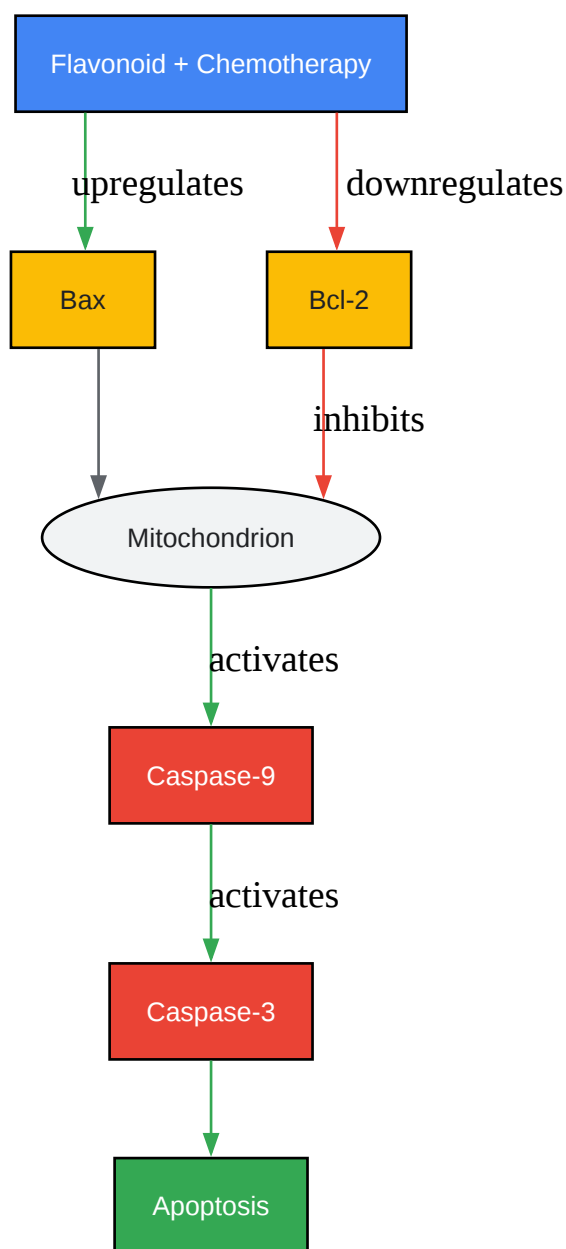 Flavonoid + Chemotherapy
upregulates
downregulates
Bax
Bcl-2
inhibits
Mitochondrion
activates
Caspase-9
activates
Caspase-3
Apoptosis